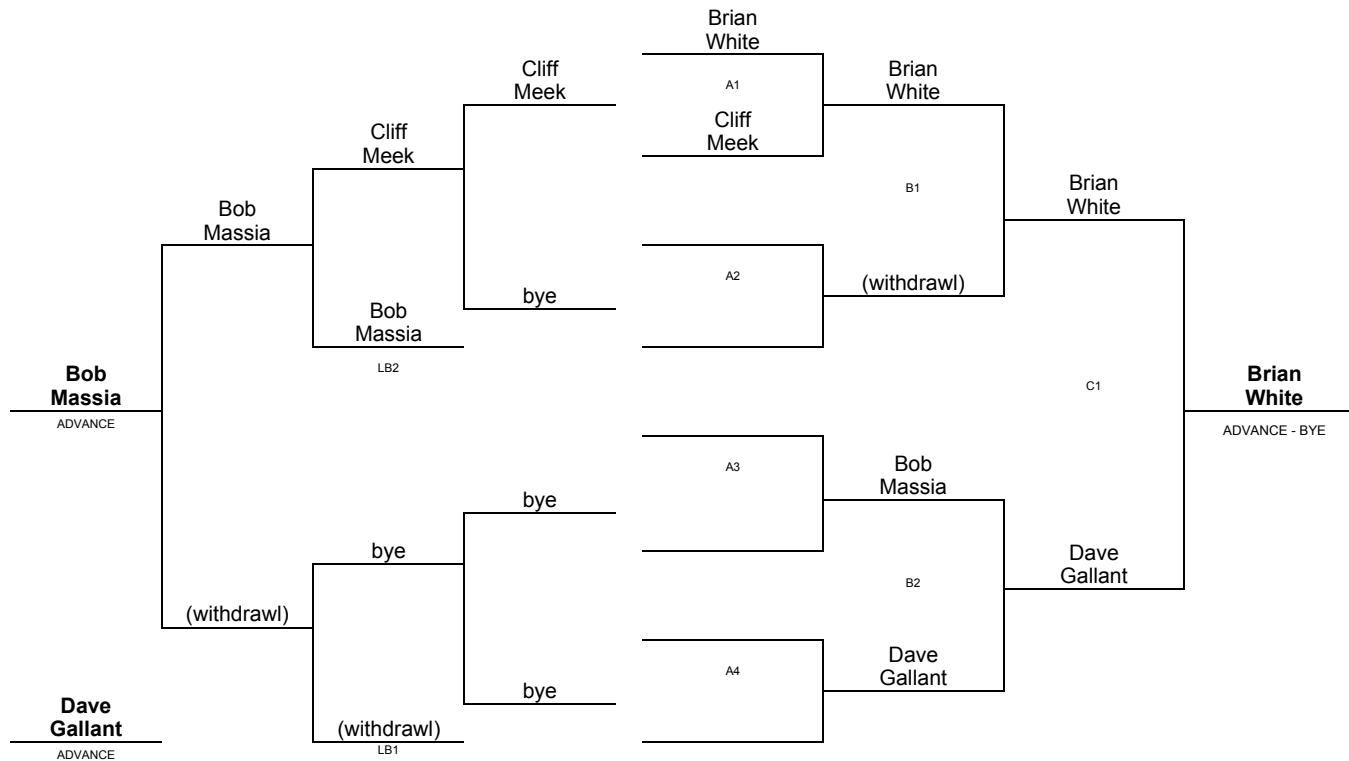 Brian
White
Cliff
Meek
A1
Brian
White
Cliff
Meek
Cliff
Meek
B1
Brian
White
Bob
Massia
A2
(withdrawl)
bye
Bob
Massia
LB2
Bob
Massia
ADVANCE
C1
Brian
White
ADVANCE - BYE
A3
Bob
Massia
bye
bye
Dave
Gallant
B2
(withdrawl)
A4
Dave
Gallant
bye
Dave
Gallant
ADVANCE
(withdrawl)
LB1